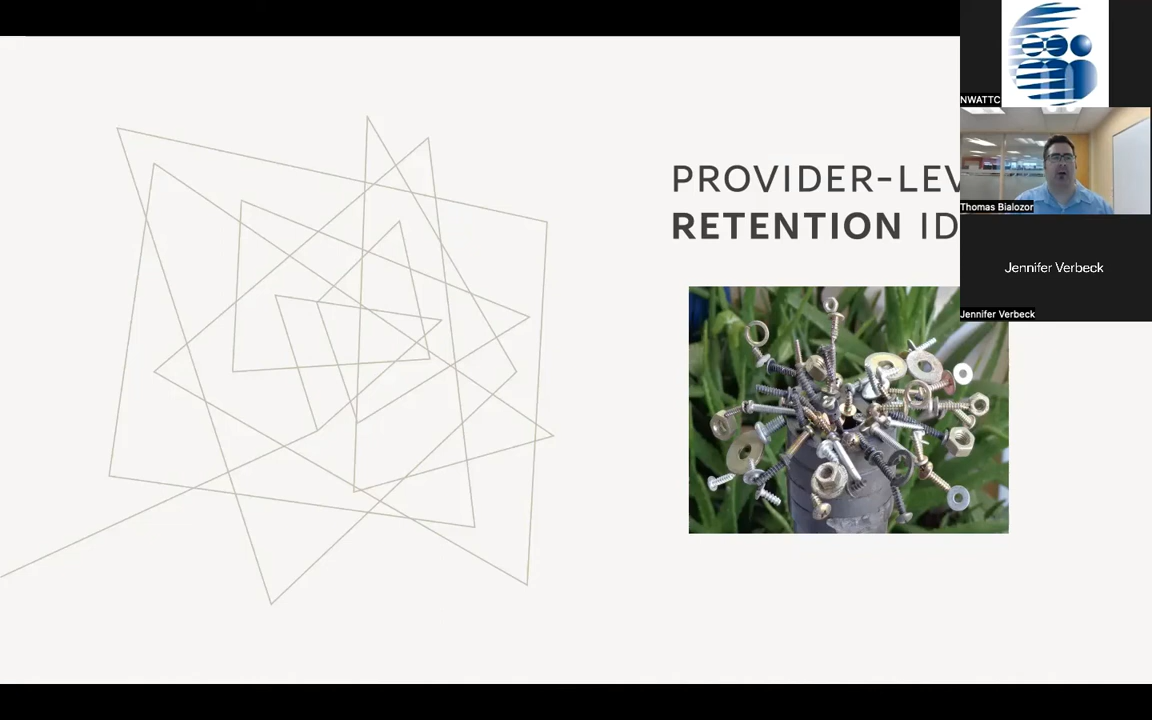 PROVIDER-LEV
RETENTION ID
NWATTC
Thomas Bialozor
Jennifer Verbeck
Jennifer Verbeck